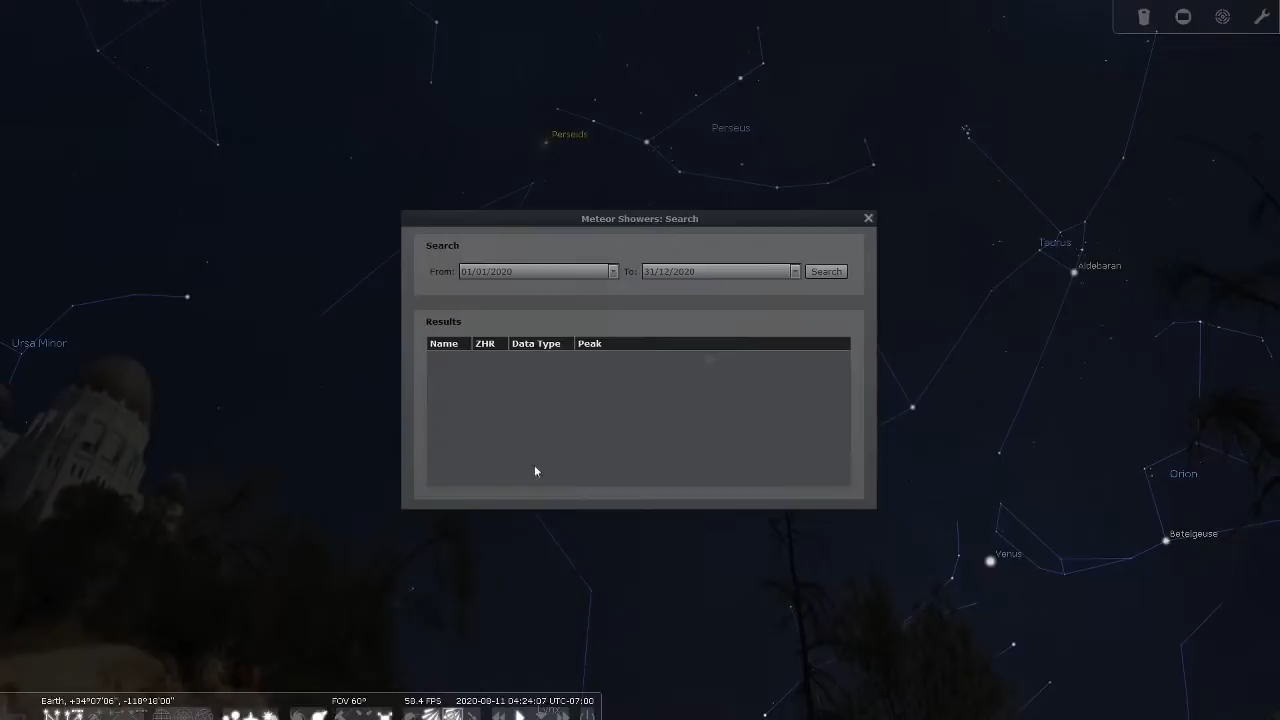 Perseids
Perseus
Meteor Showers: Search
Search
From: 01/01/2020 To: 31/12/2020 Search
Taurus
Aldebaran
Results
Name ZHR Data Type Peak
Ursa Minor
Orion
Betelgeuse
Venus
Earth, +34°07'06", -118°18'00" FOV 60° 58.4 FPS 2020-08-11 04:24:07 UTC-07:00